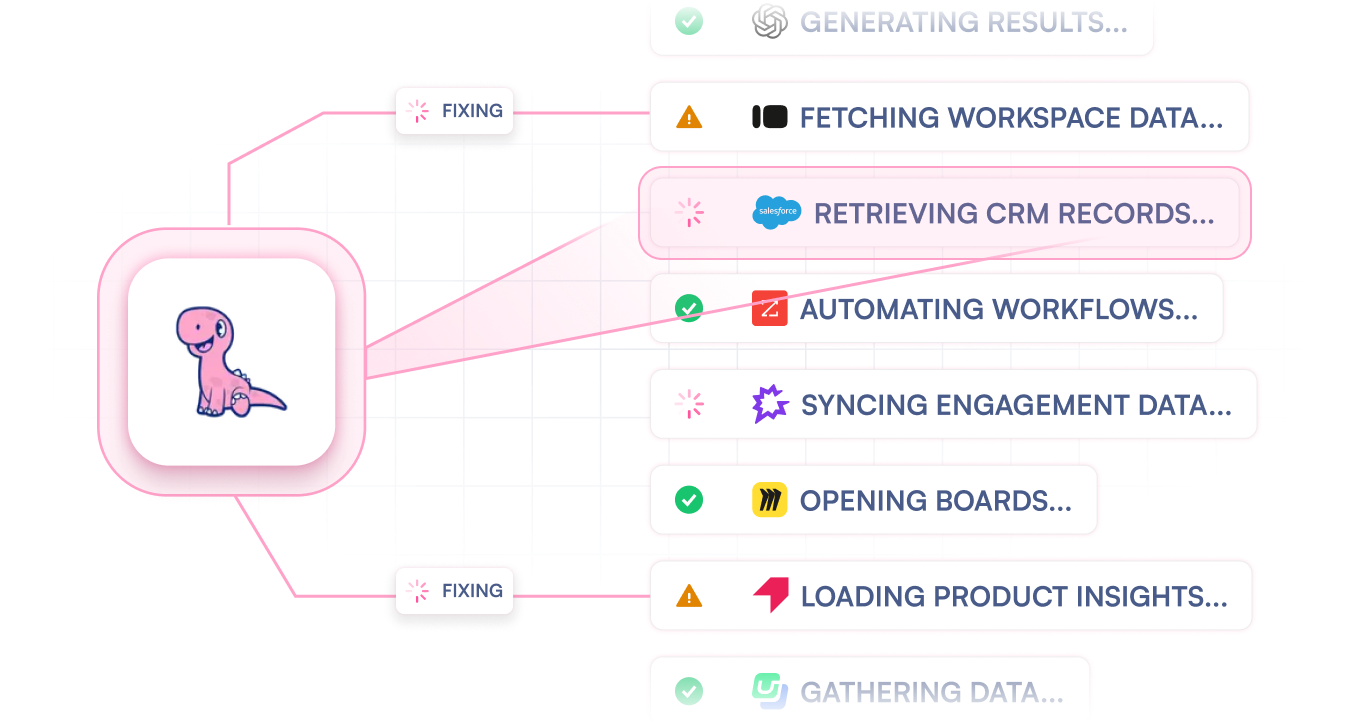 GENERATING RESULTS...
FIXING
FETCHING WORKSPACE DATA...
salesforce
RETRIEVING CRM RECORDS...
AUTOMATING WORKFLOWS...
SYNCING ENGAGEMENT DATA...
OPENING BOARDS...
FIXING
LOADING PRODUCT INSIGHTS...
GATHERING DATA...